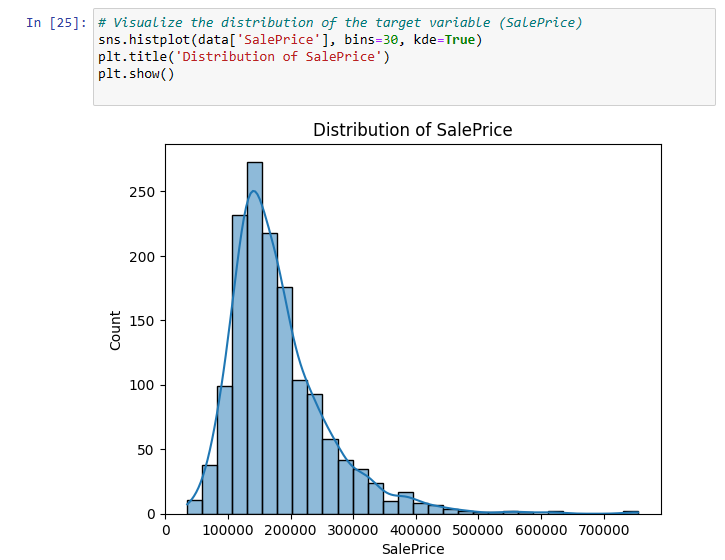 In [25]: # Visualize the distribution of the target variable (SalePrice)
sns.histplot(data['SalePrice'], bins=30, kde=True)
plt.title('Distribution of SalePrice')
plt.show()
Distribution of SalePrice
250
200
150
100
50
0
Count
0 100000 200000 300000 400000 500000 600000 700000
SalePrice